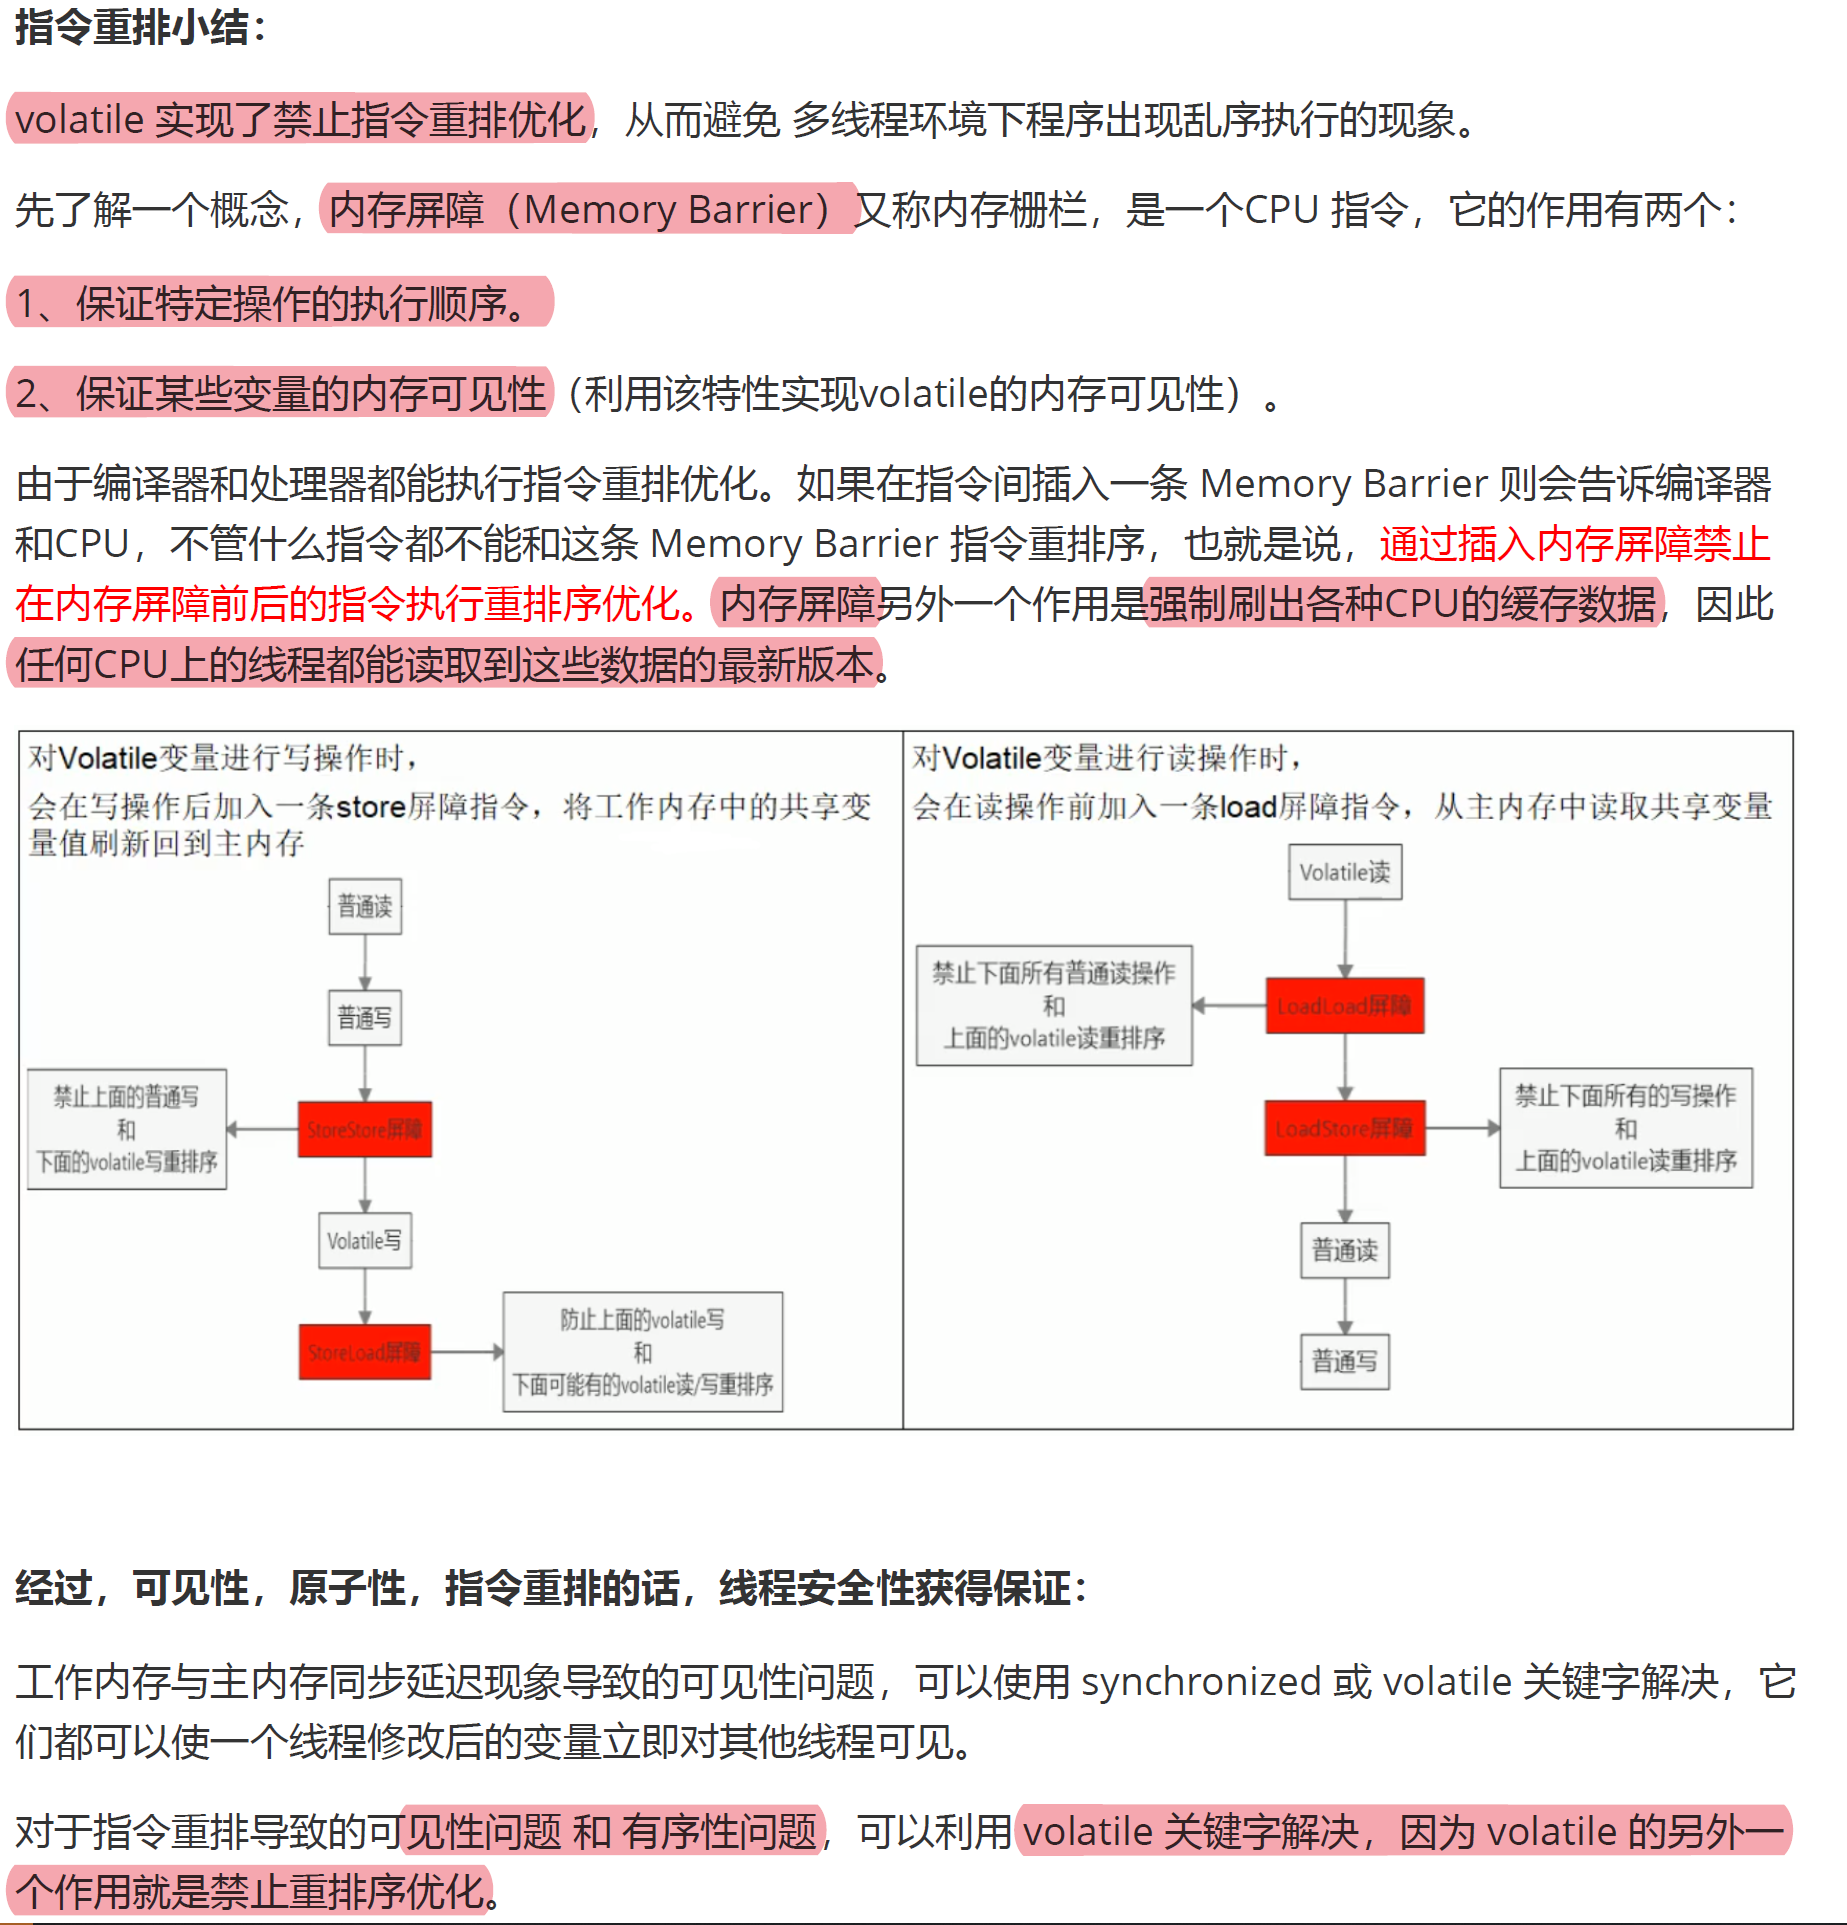 指令重排小结：
volatile 实现了禁止指令重排优化，从而避免 多线程环境下程序出现乱序执行的现象。
先了解一个概念，内存屏障（Memory Barrier）又称内存栅栏，是一个CPU 指令，它的作用有两个：
1、保证特定操作的执行顺序。
2、保证某些变量的内存可见性（利用该特性实现volatile的内存可见性）。
由于编译器和处理器都能执行指令重排优化。如果在指令间插入一条 Memory Barrier 则会告诉编译器
和CPU，不管什么指令都不能和这条 Memory Barrier 指令重排序，也就是说，通过插入内存屏障禁止
在内存屏障前后的指令执行重排序优化。内存屏障另外一个作用是强制刷出各种CPU的缓存数据，因此
任何CPU上的线程都能读取到这些数据的最新版本。
对Volatile变量进行写操作时，
会在写操作后加入一条store屏障指令，将工作内存中的共享变
量值刷新回到主内存
普通读
普通写
禁止上面的普通写
和
下面的volatile写重排序
StoreStore屏障
Volatile写
StoreLoad屏障
防止上面的volatile写
和
下面可能有的volatile读/写重排序
对Volatile变量进行读操作时，
会在读操作前加入一条load屏障指令，从主内存中读取共享变量
Volatile读
禁止下面所有普通读操作
和
上面的volatile读重排序
LoadLoad屏障
LoadStore屏障
禁止下面所有的写操作
和
上面的volatile读重排序
普通读
普通写
经过，可见性，原子性，指令重排的话，线程安全性获得保证：
工作内存与主内存同步延迟现象导致的可见性问题，可以使用 synchronized 或 volatile 关键字解决，它
们都可以使一个线程修改后的变量立即对其他线程可见。
对于指令重排导致的可见性问题 和 有序性问题，可以利用 volatile 关键字解决，因为 volatile 的另外一
个作用就是禁止重排序优化。